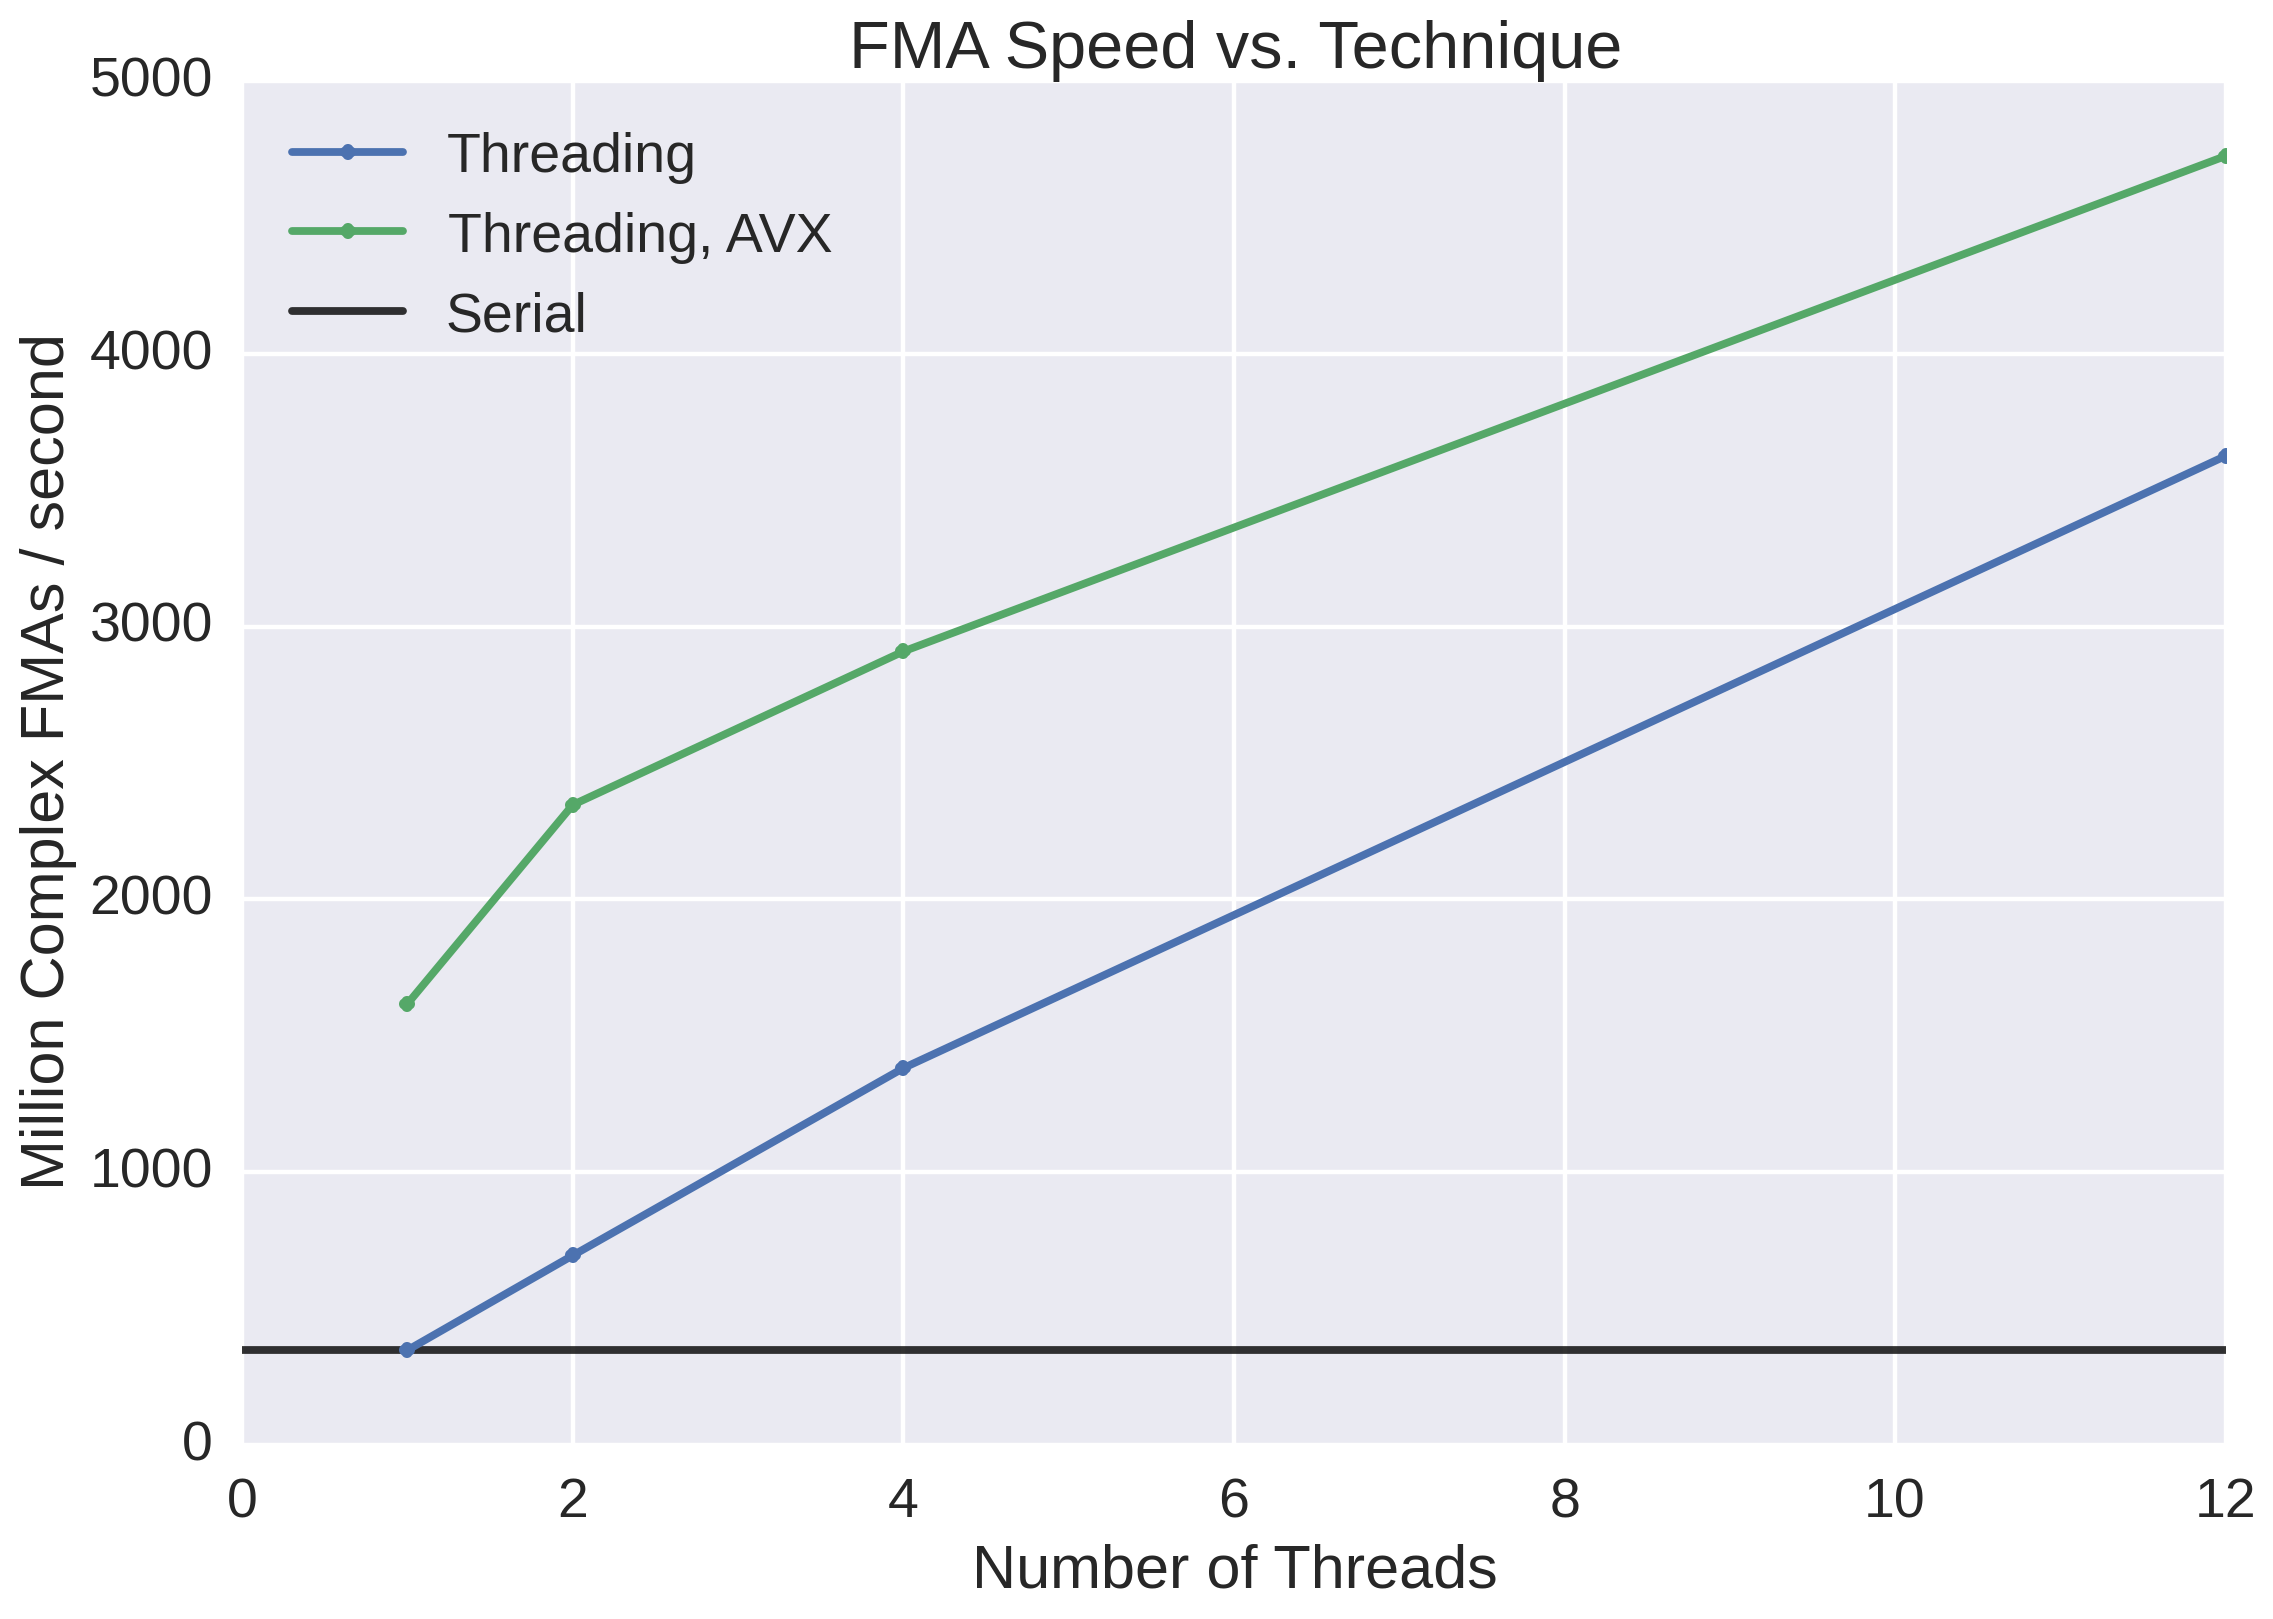 FMA Speed vs. Technique
5000
4000
3000
2000
1000
0
Million Complex FMAs / second
Threading
Threading, AVX
Serial
0 2 4 6 8 10 12
Number of Threads